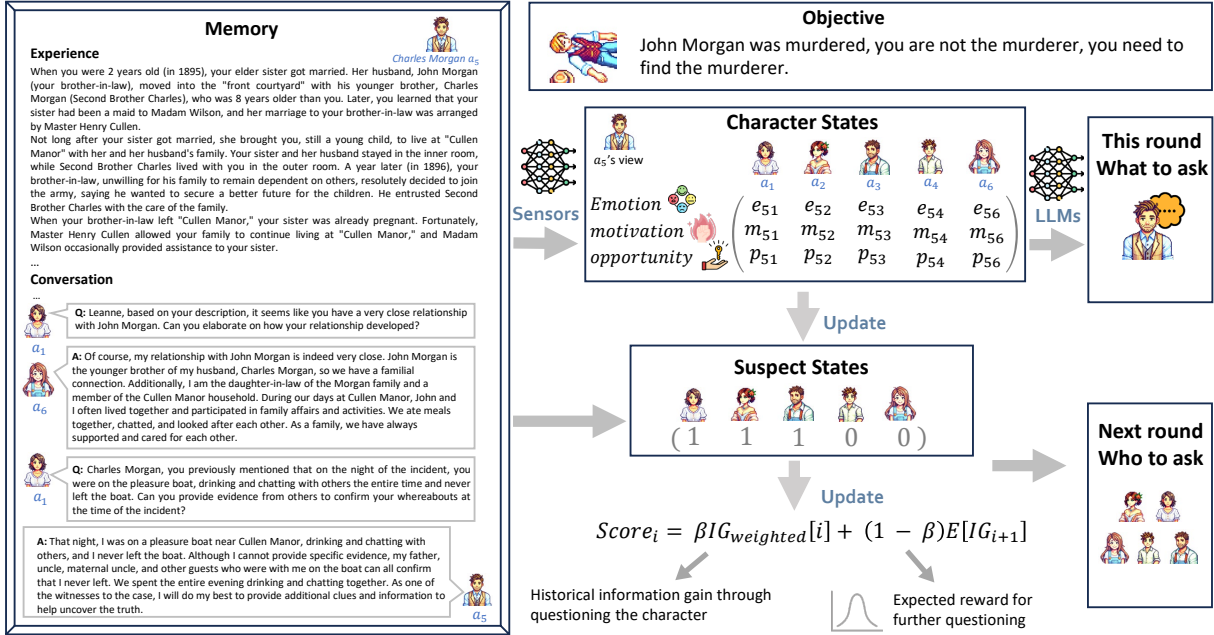 Memory
Experience
Charles Morgan a5
When you were 2 years old (in 1895), your elder sister got married. Her husband, John Morgan
(your brother-in-law), moved into the "front courtyard" with his younger brother, Charles
Morgan (Second Brother Charles), who was 8 years older than you. Later, you learned that your
sister had been a maid to Madam Wilson, and her marriage to your brother-in-law was arranged
by Master Henry Cullen.
Not long after your sister got married, she brought you, still a young child, to live at "Cullen
Manor" with her and her husband's family. Your sister and her husband stayed in the inner room,
while Second Brother Charles lived with you in the outer room. A year later (in 1896), your
brother-in-law, unwilling for his family to remain dependent on others, resolutely decided to join
the army, saying he wanted to secure a better future for the children. He entrusted Second
Brother Charles with the care of the family.
When your brother-in-law left "Cullen Manor," your sister was already pregnant. Fortunately,
Master Henry Cullen allowed your family to continue living at "Cullen Manor," and Madam
Wilson occasionally provided assistance to your sister.
...
Conversation
...
Q: Leanne, based on your description, it seems like you have a very close relationship
with John Morgan. Can you elaborate on how your relationship developed?
a1
A: Of course, my relationship with John Morgan is indeed very close. John Morgan is
the younger brother of my husband, Charles Morgan, so we have a familial
connection. Additionally, I am the daughter-in-law of the Morgan family and a
member of the Cullen Manor household. During our days at Cullen Manor, John and
I often lived together and participated in family affairs and activities. We ate meals
together, chatted, and looked after each other. As a family, we have always
supported and cared for each other.
a6
Q: Charles Morgan, you previously mentioned that on the night of the incident, you
were on the pleasure boat, drinking and chatting with others the entire time and never
left the boat. Can you provide evidence from others to confirm your whereabouts at
the time of the incident?
a1
A: That night, I was on a pleasure boat near Cullen Manor, drinking and chatting with
others, and I never left the boat. Although I cannot provide specific evidence, my father,
uncle, maternal uncle, and other guests who were with me on the boat can all confirm
that I never left. We spent the entire evening drinking and chatting together. As one of
the witnesses to the case, I will do my best to provide additional clues and information to
help uncover the truth.
a5
Objective
John Morgan was murdered, you are not the murderer, you need to
find the murderer.
Sensors
Character States
a5's view
a1 a2 a3 a4 a6
Emotion e51 e52 e53 e54 e56
motivation m51 m52 m53 m54 m56
opportunity p51 p52 p53 p54 p56
LLMs
This round
What to ask
Update
Suspect States
(1 1 1 0 0)
Update
Next round
Who to ask
Score_i = βIG_weighted[i] + (1 − β)E[IG_i+1]
Historical information gain through
questioning the character
Expected reward for
further questioning